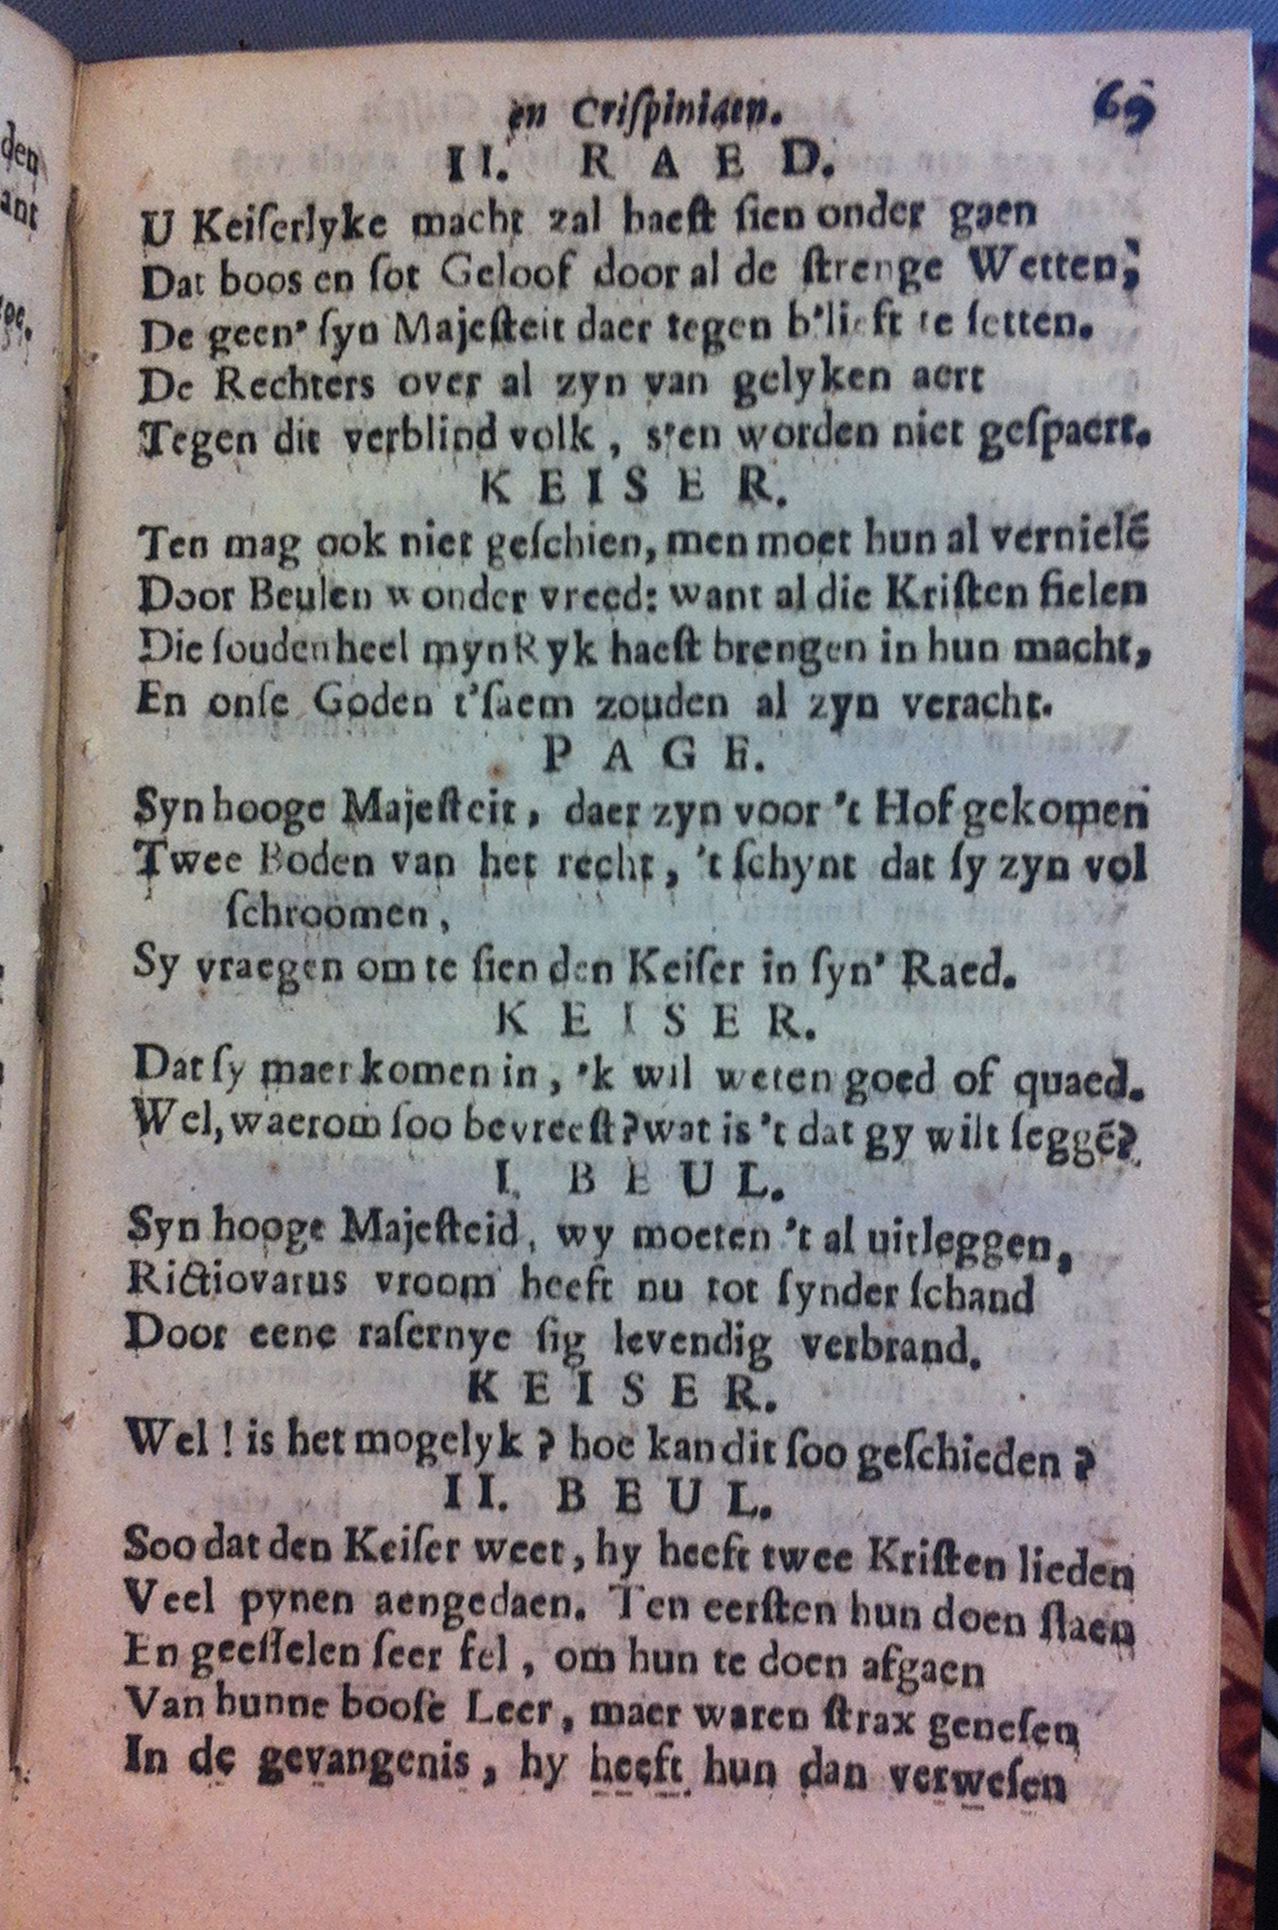 den
ant
en Criſpiniaen. 69
II. RAED.
U Keiſerlyke macht zal haeſt ſien onder gaen
Dat boos en ſot Geloof door al de ſtrenge Wetten;
De geen' ſyn Majeſteit daer tegen b'lieft te ſetten.
De Rechters over al zyn van gelyken aert
Tegen dit verblind volk, s'en worden niet geſpaert.
KEISER.
Ten mag ook niet geſchien, men moet hun al vernielē
Door Beulen wonder vreed: want al die Kriſten fielen
Die ſouden heel myn Ryk haeſt brengen in hun macht,
En onſe Goden t'ſaem zouden al zyn veracht.
PAGE.
Syn hooge Majeſteit, daer zyn voor 't Hof gekomen
Twee Boden van het recht, 't ſchynt dat ſy zyn vol
ſchroomen,
Sy vraegen om te ſien den Keiſer in ſyn' Raed.
KEISER.
Dat ſy maer komen in, 'k wil weten goed of quaed.
Wel, waerom ſoo bevreeſt? wat is 't dat gy wilt ſeggē?
I. BEUL.
Syn hooge Majeſteid, wy moeten 't al uitleggen,
Rictiovarus vroom heeft nu tot ſynder ſchand
Door eene raſernye ſig levendig verbrand.
KEISER.
Wel! is het mogelyk? hoe kan dit ſoo geſchieden?
II. BEUL.
Soo dat den Keiſer weet, hy heeft twee Kriſten lieden
Veel pynen aengedaen. Ten eerſten hun doen ſlaen
En geeſſelen ſeer fel, om hun te doen afgaen
Van hunne booſe Leer, maer waren ſtrax geneſen
In de gevangenis, hy heeft hun dan verweſen